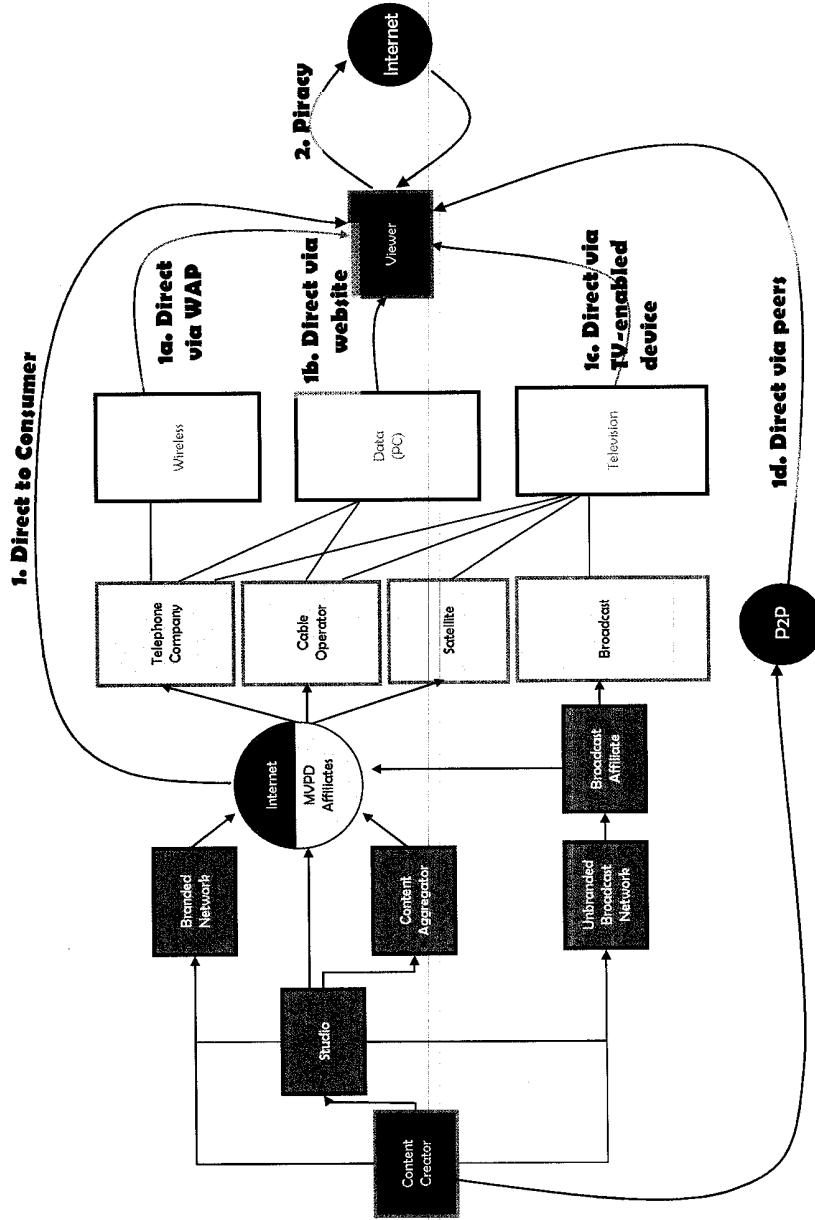 1. Direct to Consumer
1a. Direct
via WAP
1b. Direct via
website
1c. Direct via
TV-enabled
device
1d. Direct via peers
2. Piracy
Content
Creator
Studio
Branded
Network
Content
Aggregator
Unbranded
Broadcast
Network
Broadcast
Affiliate
Internet
MVPD
Affiliates
Telephone
Company
Cable
Operator
Satellite
Broadcast
Wireless
Data
(PC)
Television
P2P
Viewer
Internet